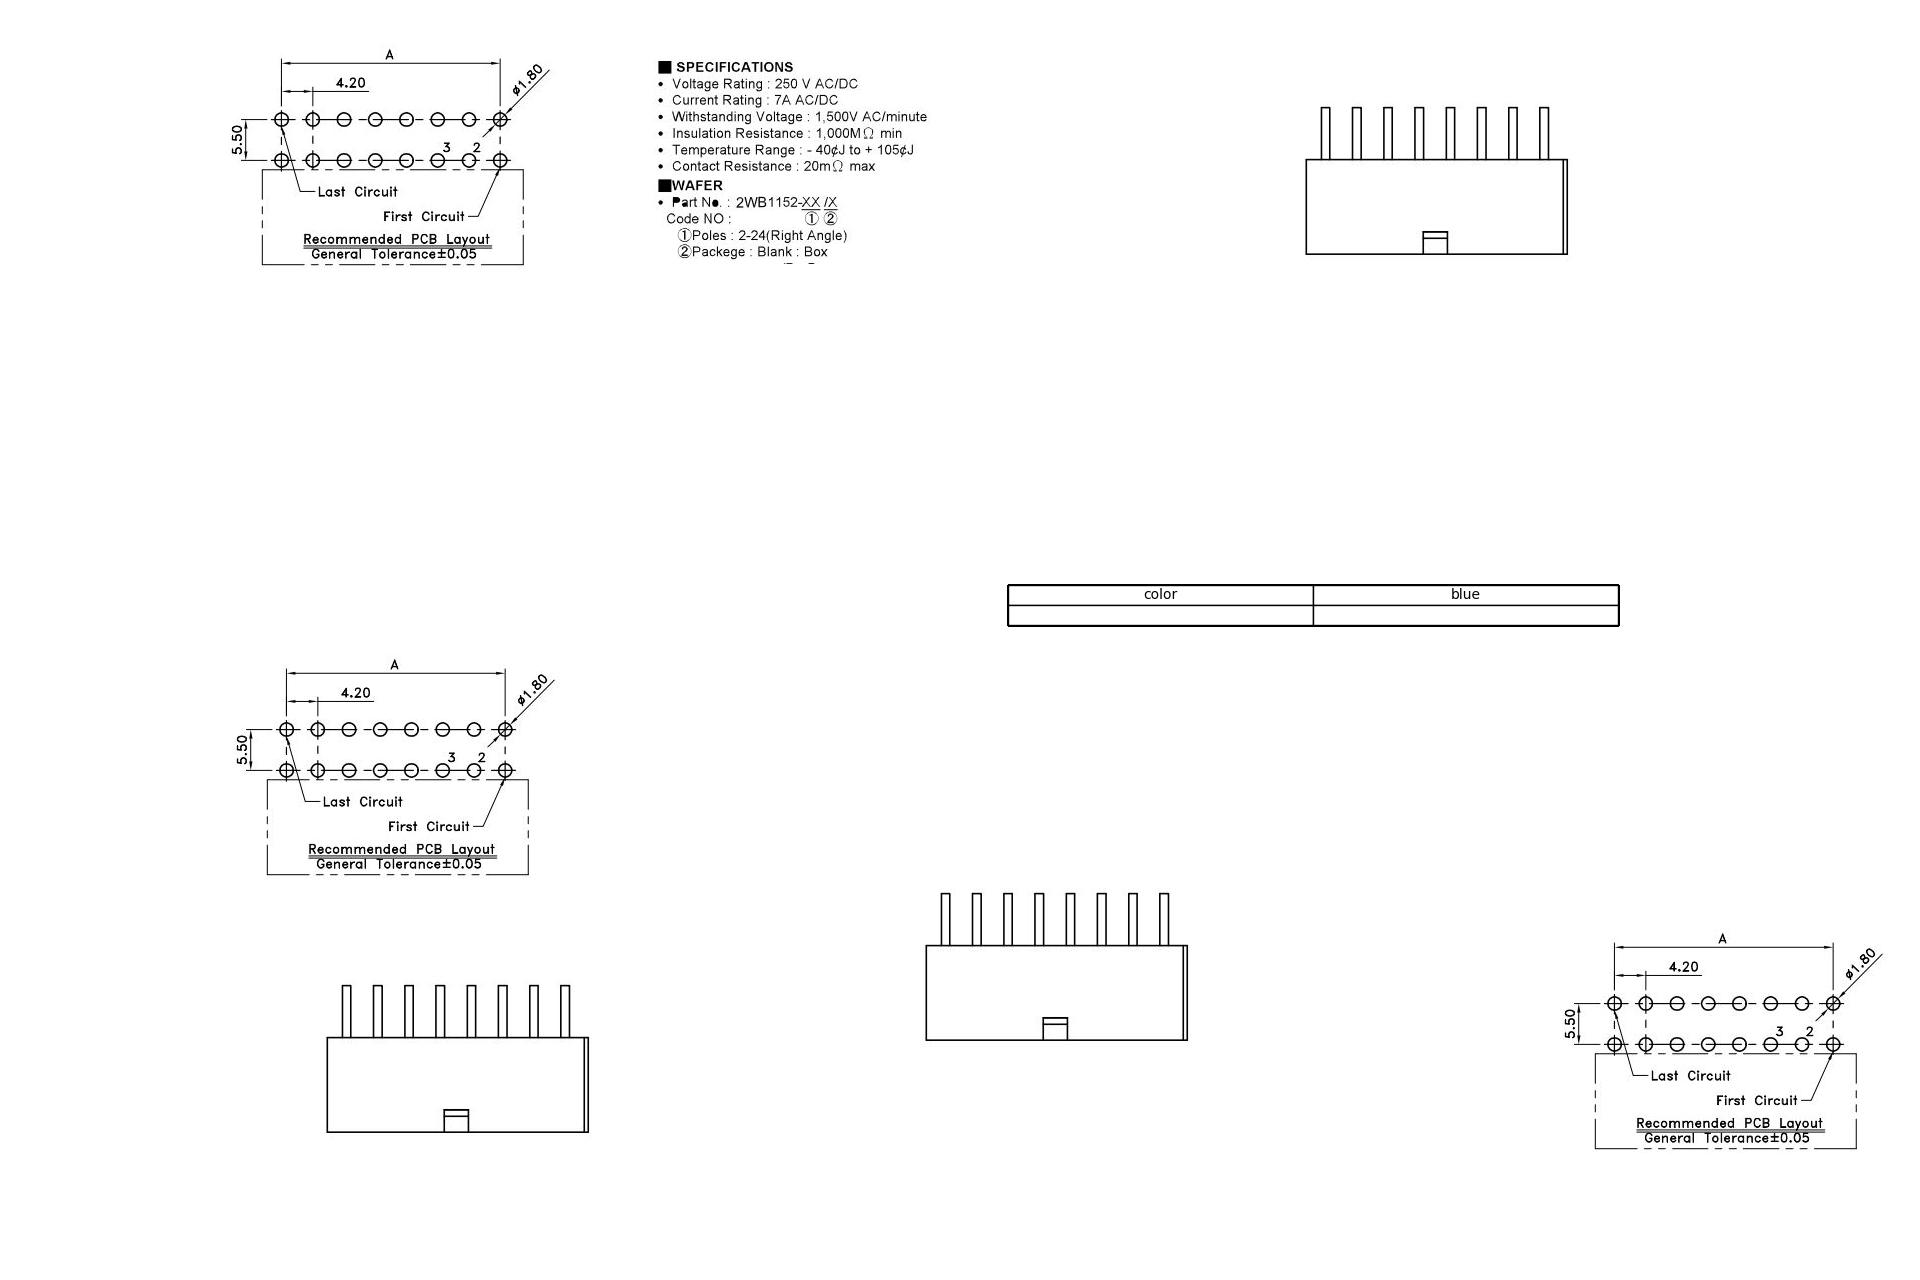 A
4.20
ø1.80
5.50
3 2
Last Circuit
First Circuit
Recommended PCB Layout
General Tolerance±0.05
■ SPECIFICATIONS
• Voltage Rating : 250 V AC/DC
• Current Rating : 7A AC/DC
• Withstanding Voltage : 1,500V AC/minute
• Insulation Resistance : 1,000MΩ min
• Temperature Range : - 40¢J to + 105¢J
• Contact Resistance : 20mΩ max
■WAFER
• Part No. : 2WB1152-XX /X
Code NO : ① ②
①Poles : 2-24(Right Angle)
②Packege : Blank : Box
color blue
A
4.20
ø1.80
5.50
3 2
Last Circuit
First Circuit
Recommended PCB Layout
General Tolerance±0.05
A
4.20
ø1.80
5.50
3 2
Last Circuit
First Circuit
Recommended PCB Layout
General Tolerance±0.05